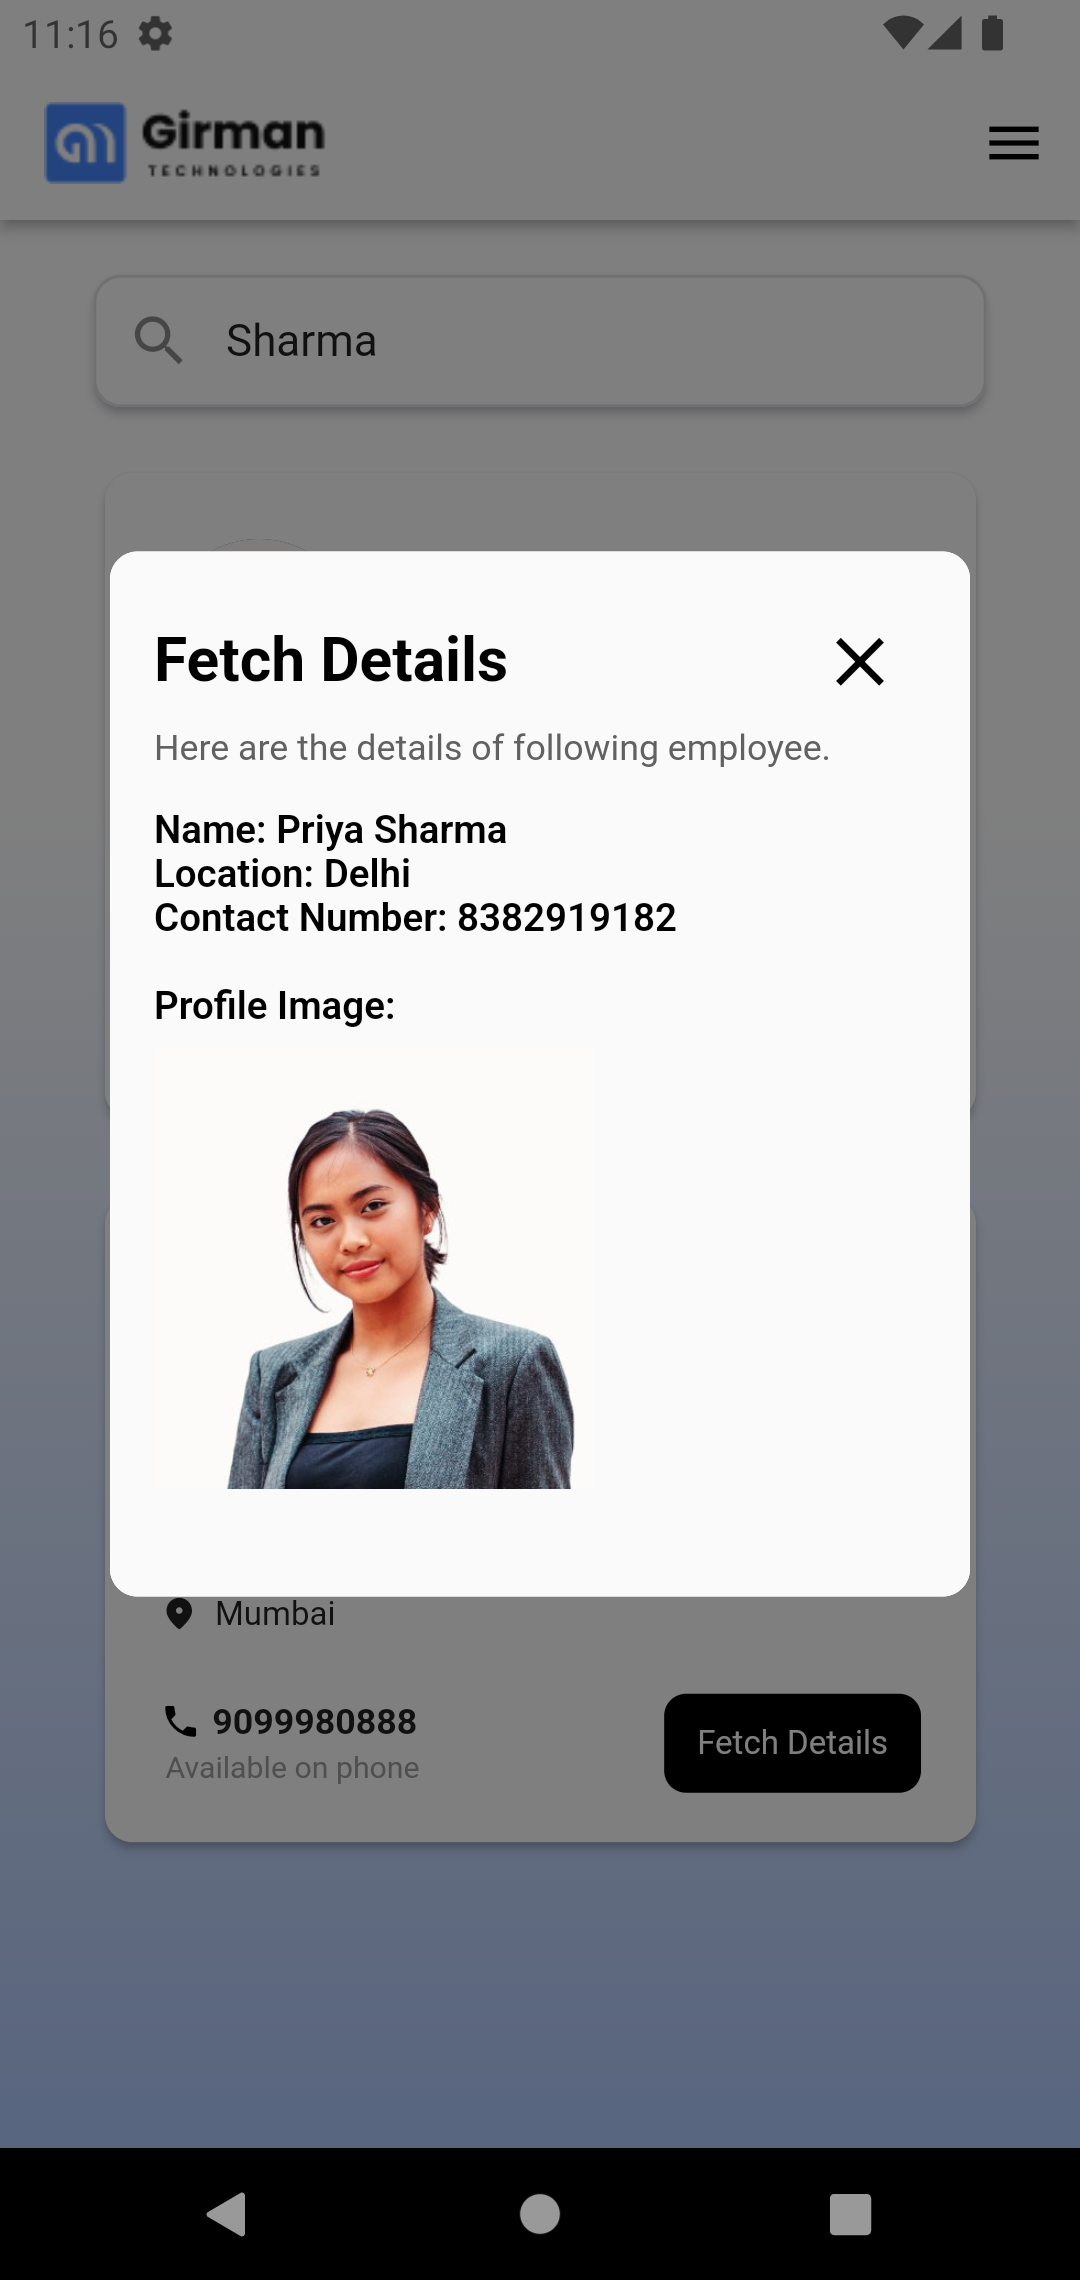 11:16
Girman
TECHNOLOGIES
Sharma
Fetch Details
Here are the details of following employee.
Name: Priya Sharma
Location: Delhi
Contact Number: 8382919182
Profile Image:
Mumbai
9099980888
Available on phone
Fetch Details